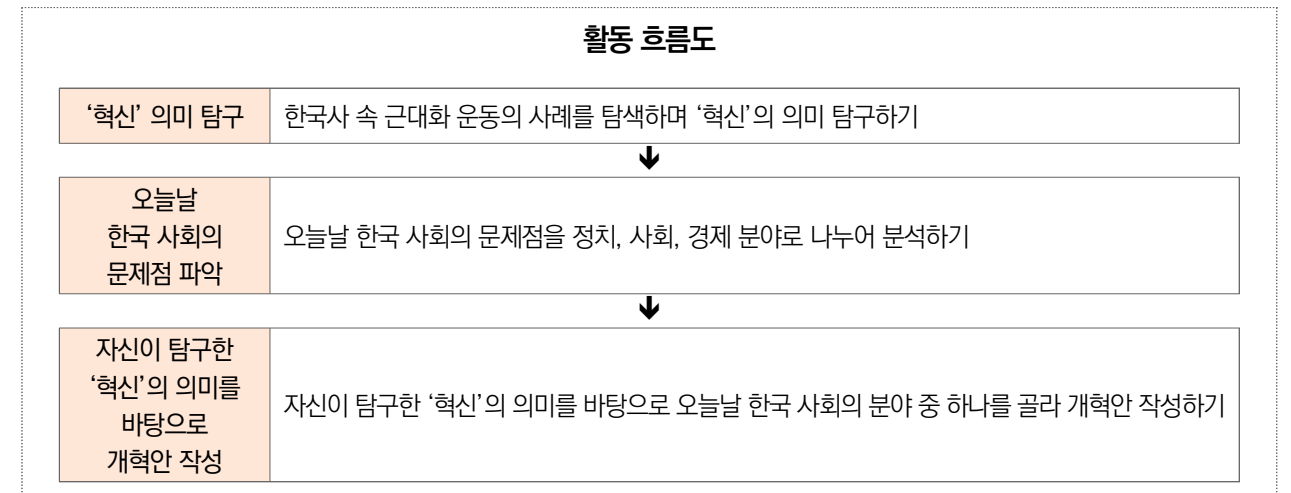 활동 흐름도
‘혁신’ 의미 탐구
한국사 속 근대화 운동의 사례를 탐색하며 ‘혁신’의 의미 탐구하기
오늘날
한국 사회의
문제점 파악
오늘날 한국 사회의 문제점을 정치, 사회, 경제 분야로 나누어 분석하기
자신이 탐구한
‘혁신’의 의미를
바탕으로
개혁안 작성
자신이 탐구한 ‘혁신’의 의미를 바탕으로 오늘날 한국 사회의 분야 중 하나를 골라 개혁안 작성하기